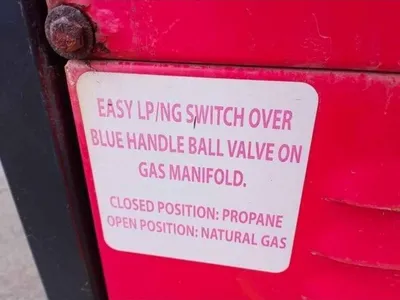 EASY LP/NG SWITCH OVER
BLUE HANDLE BALL VALVE ON
GAS MANIFOLD.
CLOSED POSITION: PROPANE
OPEN POSITION: NATURAL GAS